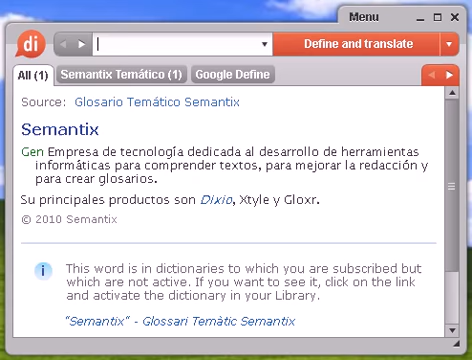 Menu
di
Define and translate
All (1)
Semantix Temático (1)
Google Define
Source: Glosario Temático Semantix
Semantix
Gen Empresa de tecnología dedicada al desarrollo de herramientas
informáticas para comprender textos, para mejorar la redacción y
para crear glosarios.
Su principales productos son Dixio, Xtyle y Gloxr.
© 2010 Semantix
i
This word is in dictionaries to which you are subscribed but
which are not active. If you want to see it, click on the link
and activate the dictionary in your Library.
"Semantix" - Glossari Temàtic Semantix